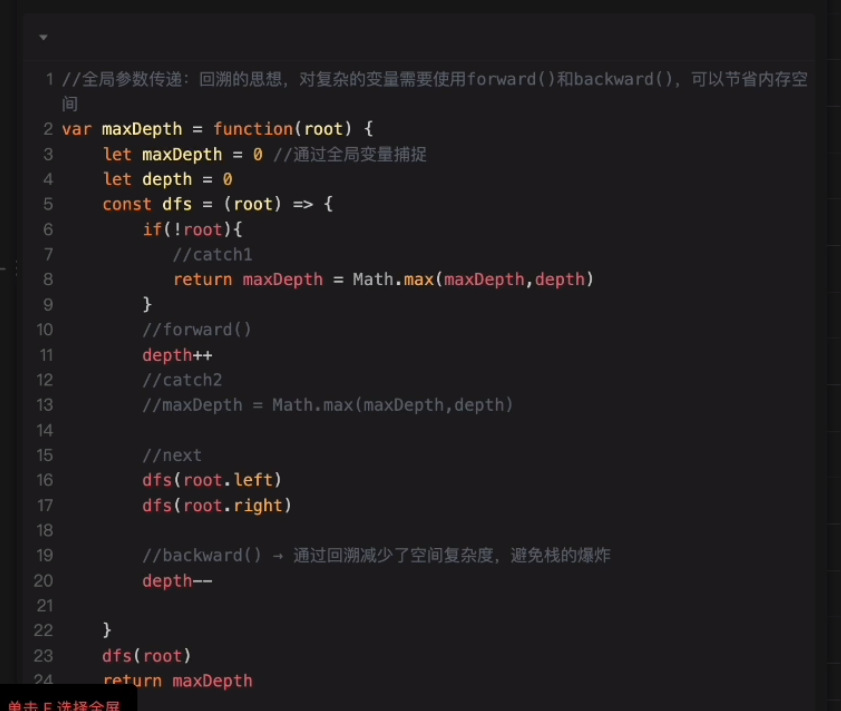 1 //全局参数传递：回溯的思想，对复杂的变量需要使用forward()和backward()，可以节省内存空
间
2 var maxDepth = function(root) {
3 let maxDepth = 0 //通过全局变量捕捉
4 let depth = 0
5 const dfs = (root) => {
6 if(!root){
7 //catch1
8 return maxDepth = Math.max(maxDepth,depth)
9 }
10 //forward()
11 depth++
12 //catch2
13 //maxDepth = Math.max(maxDepth,depth)
14
15 //next
16 dfs(root.left)
17 dfs(root.right)
18
19 //backward() → 通过回溯减少了空间复杂度，避免栈的爆炸
20 depth--
21
22 }
23 dfs(root)
24 return maxDepth
单击 F 选择全屏